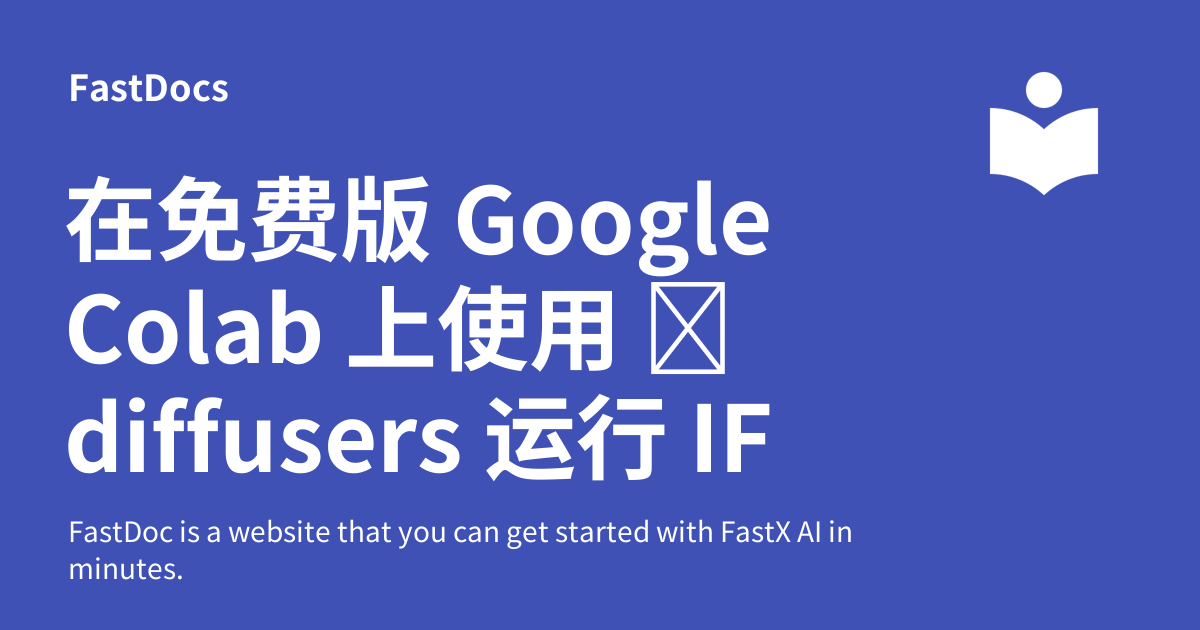 FastDocs
在免费版 Google
Colab 上使用
diffusers 运行 IF
FastDoc is a website that you can get started with FastX AI in
minutes.